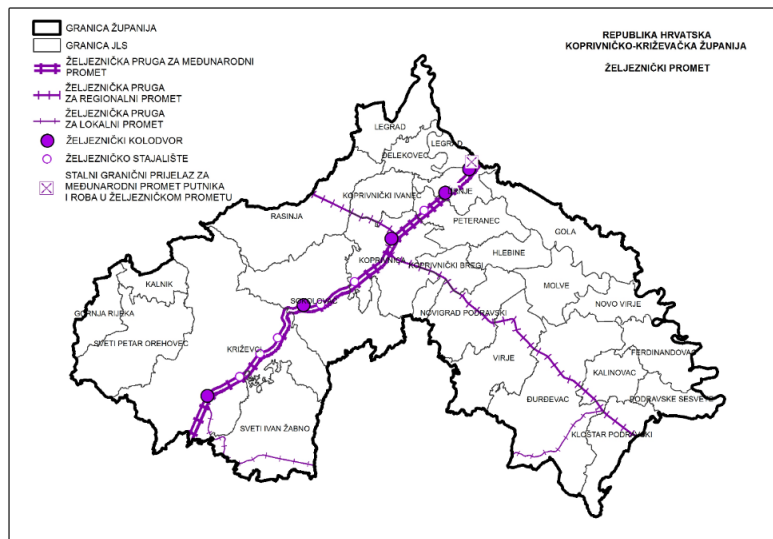 GRANICA ŽUPANIJA
GRANICA JLS
ŽELJEZNIČKA PRUGA ZA MEĐUNARODNI
PROMET
ŽELJEZNIČKA PRUGA
ZA REGIONALNI PROMET
ŽELJEZNIČKA PRUGA
ZA LOKALNI PROMET
ŽELJEZNIČKI KOLODVOR
ŽELJEZNIČKO STAJALIŠTE
STALNI GRANIČNI PRIJELAZ ZA
MEĐUNARODNI PROMET PUTNIKA
I ROBA U ŽELJEZNIČKOM PROMETU
REPUBLIKA HRVATSKA
KOPRIVNIČKO-KRIŽEVAČKA ŽUPANIJA
ŽELJEZNIČKI PROMET
LEGRAD
LEGRAD
ĐELEKOVEC
KOPRIVNIČKI IVANEC
RASINJA
PETERANEC
GOLA
HLEBINE
KOPRIVNICA
KOPRIVNIČKI BREGI
MOLVE
KALNIK
NOVO VIRJE
SOKOLOVAC
GORNJA RIJEKA
NOVIGRAD PODRAVSKI
SVETI PETAR OREHOVEC
KRIŽEVCI
VIRJE
FERDINANDOVAC
KALINOVAC
ĐURĐEVAC
PODRAVSKE SESVETE
SVETI IVAN ŽABNO
KLOŠTAR PODRAVSKI